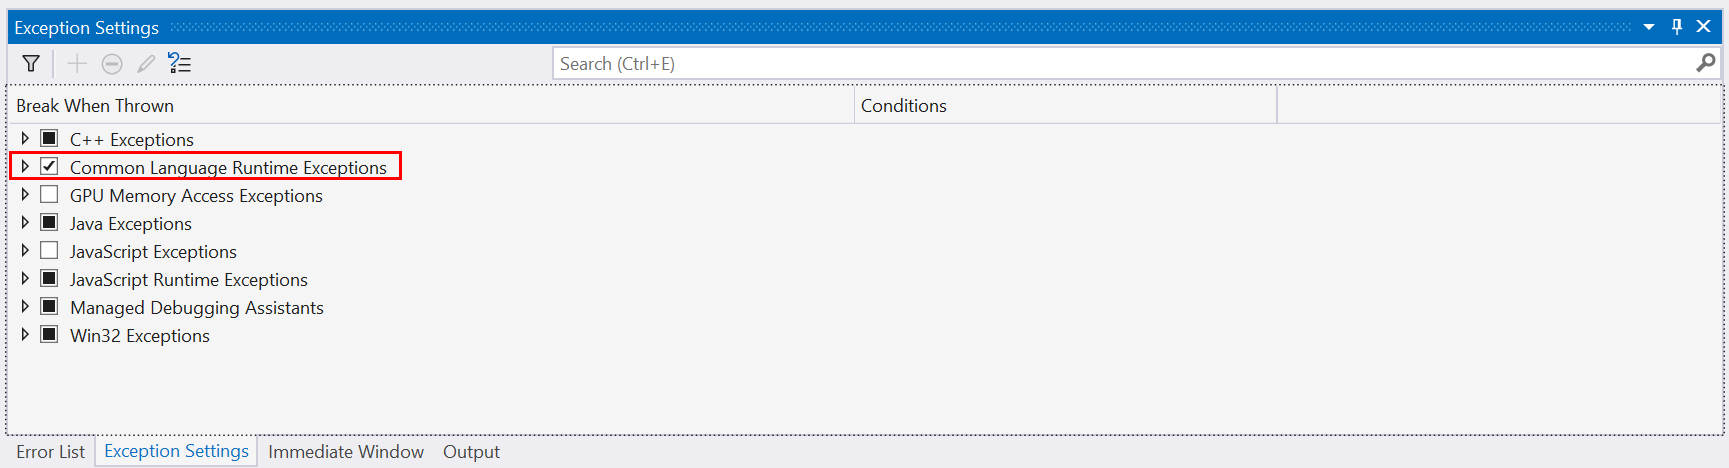 Exception Settings
Search (Ctrl+E)
Break When Thrown Conditions
C++ Exceptions
Common Language Runtime Exceptions
GPU Memory Access Exceptions
Java Exceptions
JavaScript Exceptions
JavaScript Runtime Exceptions
Managed Debugging Assistants
Win32 Exceptions
Error List Exception Settings Immediate Window Output